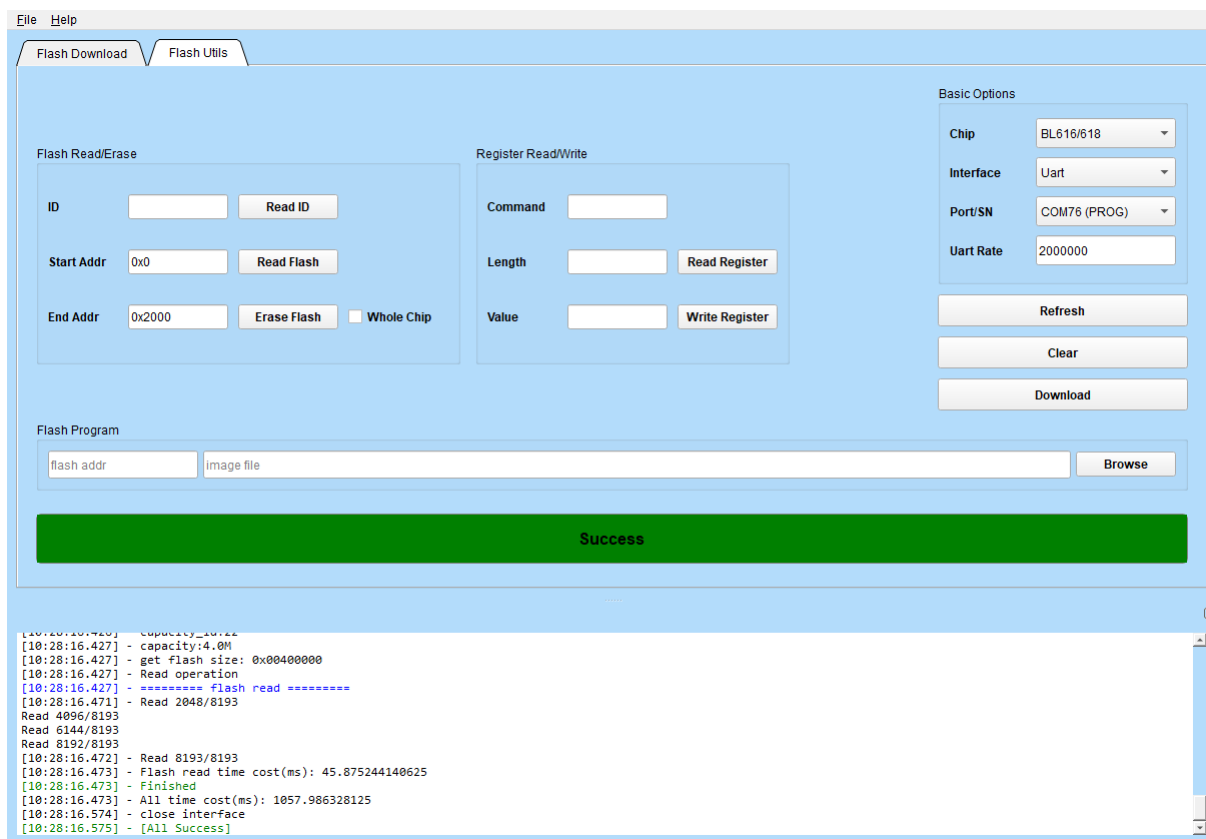 File Help
Flash Download Flash Utils
Basic Options
Chip BL616/618
Interface Uart
Port/SN COM76 (PROG)
Uart Rate 2000000
Refresh
Clear
Download
Flash Read/Erase
ID Read ID
Start Addr 0x0 Read Flash
End Addr 0x2000 Erase Flash Whole Chip
Register Read/Write
Command
Length Read Register
Value Write Register
Flash Program
flash addr image file Browse
Success
[10:28:16.427] - capacity:4.0M
[10:28:16.427] - get flash size: 0x00400000
[10:28:16.427] - Read operation
[10:28:16.427] - ========= flash read =========
[10:28:16.471] - Read 2048/8193
Read 4096/8193
Read 6144/8193
Read 8192/8193
[10:28:16.472] - Read 8193/8193
[10:28:16.473] - Flash read time cost(ms): 45.875244140625
[10:28:16.473] - Finished
[10:28:16.473] - All time cost(ms): 1057.986328125
[10:28:16.574] - close interface
[10:28:16.575] - [All Success]